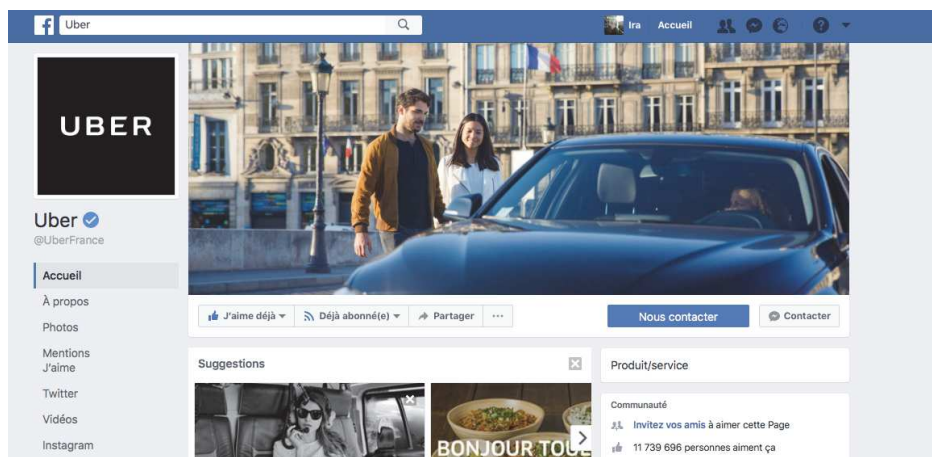 Uber
Ira Accueil
UBER
Uber
@UberFrance
Accueil
À propos
Photos
Mentions
J'aime
Twitter
Vidéos
Instagram
J'aime déjà
Déjà abonné(e)
Partager
Nous contacter
Contacter
Suggestions
BONJOUR
Produit/service
Communauté
Invitez vos amis à aimer cette Page
11 739 696 personnes aiment ça